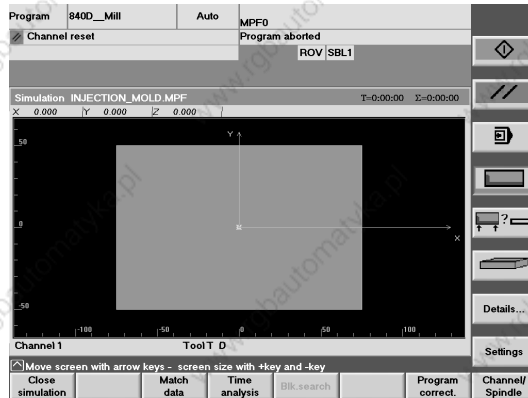 Program 840D__Mill Auto MPF0
Channel reset Program aborted
ROV SBL1
Simulation INJECTION_MOLD.MPF T=0:00:00 Σ=0:00:00
X 0.000 Y 0.000 Z 0.000
Y
50
0
X
-50
-100 -50 0 50 100
Channel 1 Tool T D
Move screen with arrow keys - screen size with +key and -key
?
Details...
Settings
Close simulation
Match data
Time analysis
Blk.search
Program correct.
Channel/ Spindle
www.rgbautomatyka.pl